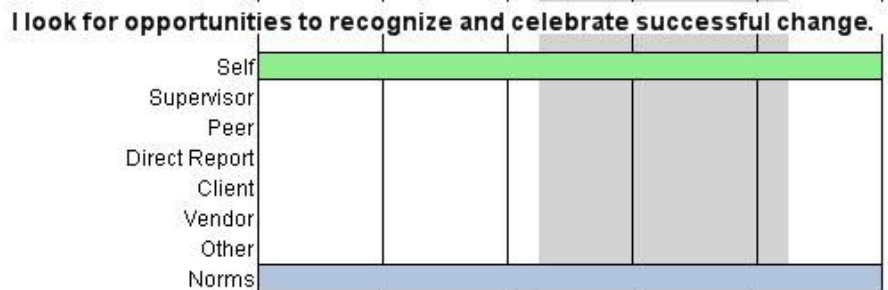 I look for opportunities to recognize and celebrate successful change.
Self
Supervisor
Peer
Direct Report
Client
Vendor
Other
Norms